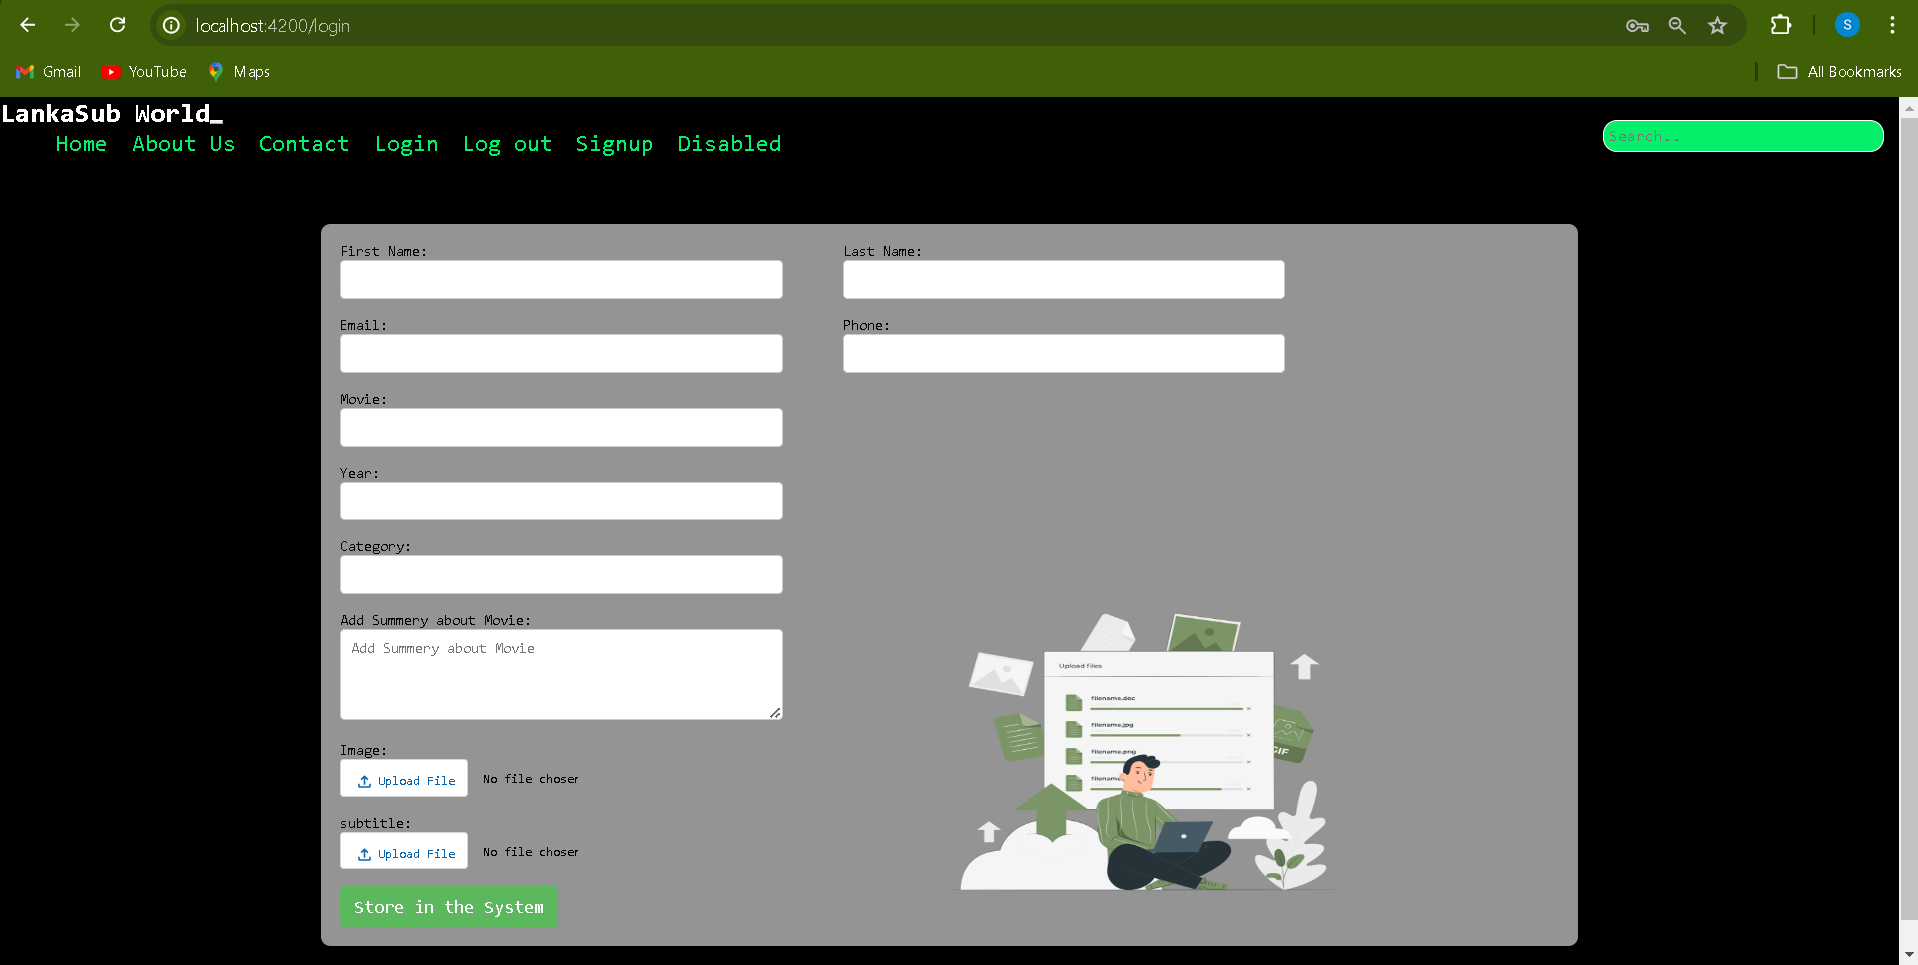 localhost:4200/login
S
Gmail YouTube Maps All Bookmarks
LankaSub World_
Home About Us Contact Login Log out Signup Disabled Search..
First Name: Last Name:
Email: Phone:
Movie:
Year:
Category:
Add Summery about Movie:
Add Summery about Movie
Upload files
filename.doc
filename.jpg
filename.png
filename
GIF
Image:
Upload File No file choser
subtitle:
Upload File No file choser
Store in the System